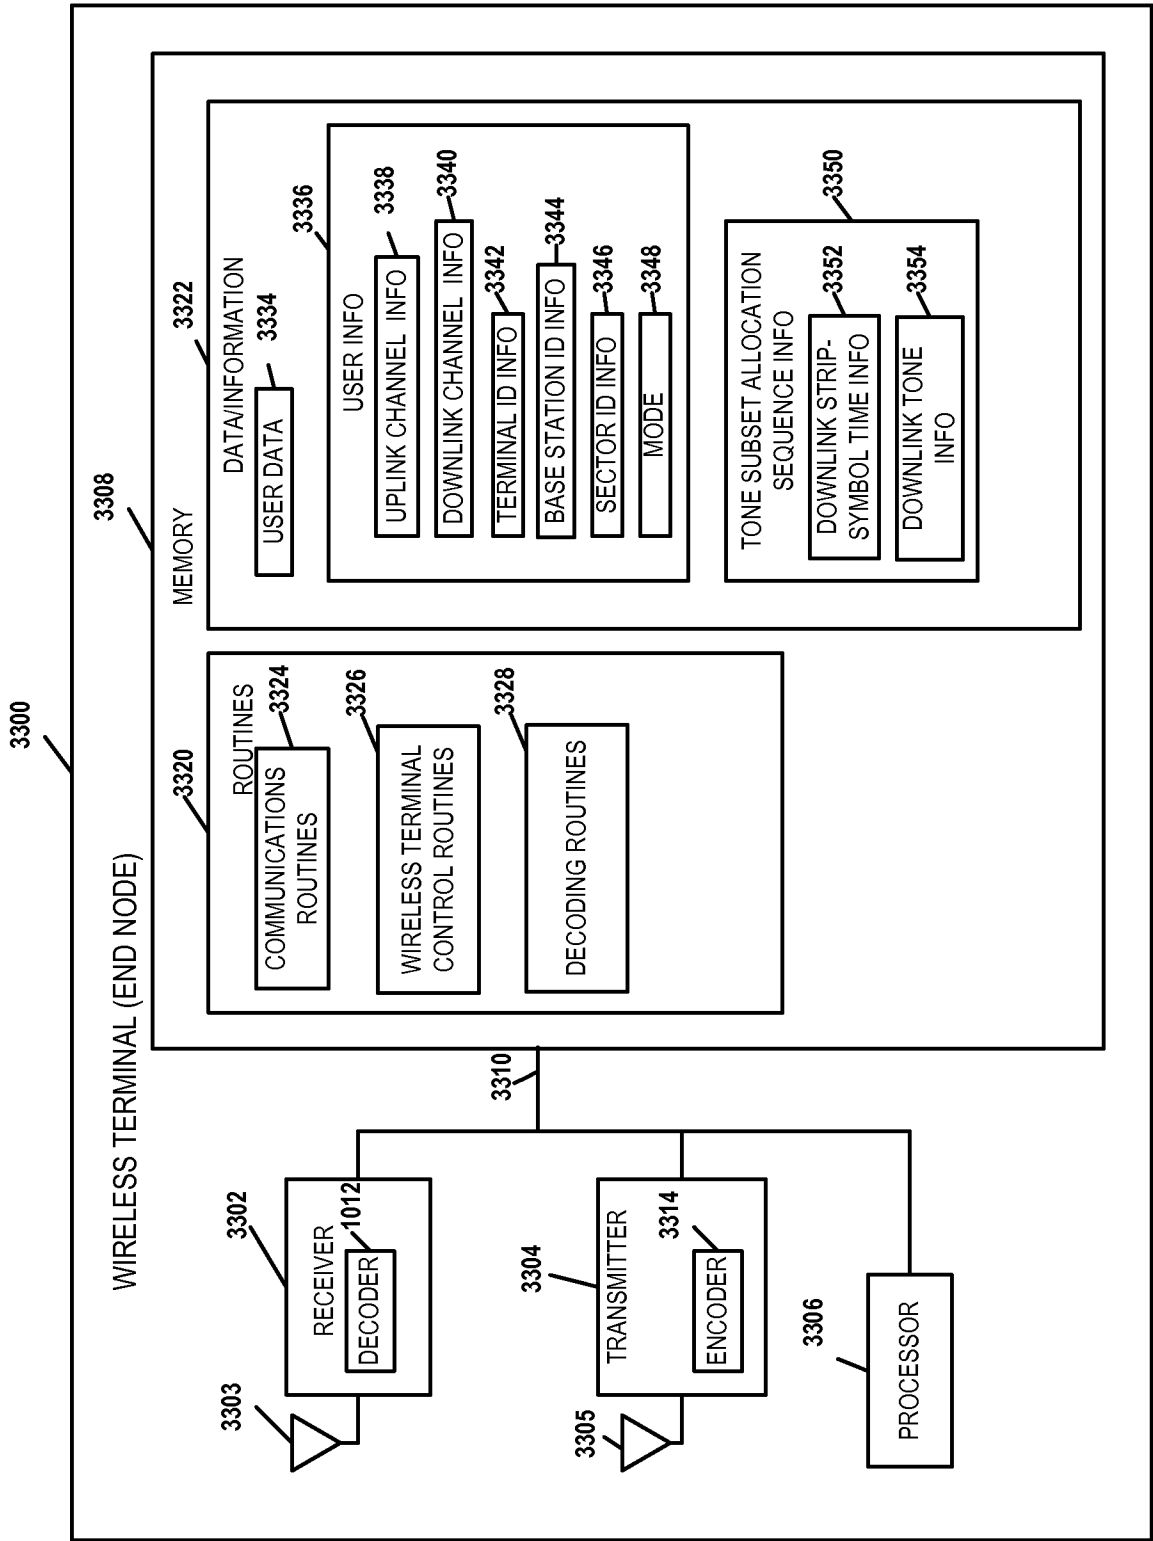 3300
WIRELESS TERMINAL (END NODE)
3303
3302
RECEIVER
1012
DECODER
3305
3304
TRANSMITTER
3314
ENCODER
3306
PROCESSOR
3310
3308
MEMORY
3320
ROUTINES
3324
COMMUNICATIONS
ROUTINES
3326
WIRELESS TERMINAL
CONTROL ROUTINES
3328
DECODING ROUTINES
3322
DATA/INFORMATION
3334
USER DATA
3336
USER INFO
3338
UPLINK CHANNEL INFO
3340
DOWNLINK CHANNEL INFO
3342
TERMINAL ID INFO
3344
BASE STATION ID INFO
3346
SECTOR ID INFO
3348
MODE
3350
TONE SUBSET ALLOCATION
SEQUENCE INFO
3352
DOWNLINK STRIP-
SYMBOL TIME INFO
3354
DOWNLINK TONE
INFO